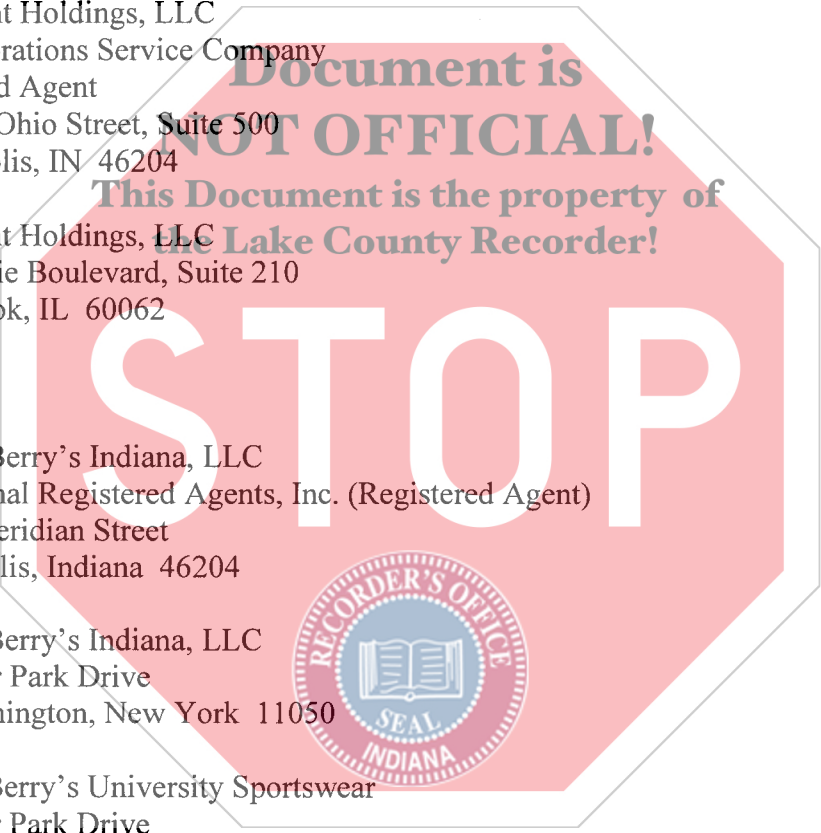 t Holdings, LLC
rations Service Company
Document is
d Agent
Ohio Street, Suite 500
NOT OFFICIAL!
lis, IN 46204
This Document is the property of
t Holdings, LLC
the Lake County Recorder!
ie Boulevard, Suite 210
ok, IL 60062
STOP
Berry's Indiana, LLC
nal Registered Agents, Inc. (Registered Agent)
eridian Street
lis, Indiana 46204
RECORDER'S OFFICE
Berry's Indiana, LLC
Park Drive
hington, New York 11050
SEAL
INDIANA
Berry's University Sportswear
Park Drive